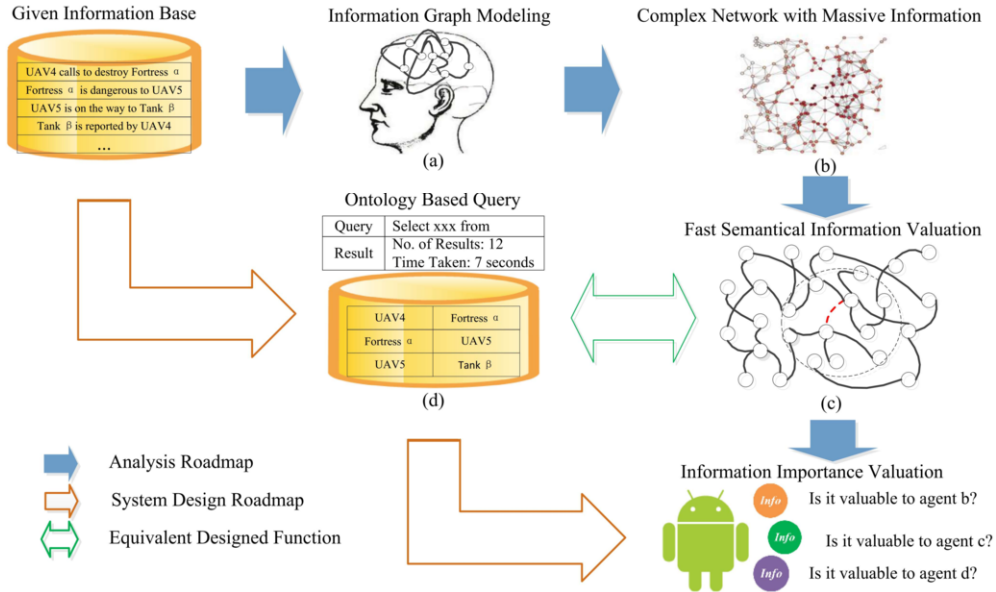 Given Information Base
Information Graph Modeling
Complex Network with Massive Information
UAV4 calls to destroy Fortress α
Fortress α is dangerous to UAV5
UAV5 is on the way to Tank β
Tank β is reported by UAV4
...
(a)
(b)
Ontology Based Query
Query Select xxx from
Result No. of Results: 12
Time Taken: 7 seconds
UAV4 Fortress α
Fortress α UAV5
UAV5 Tank β
(d)
Fast Semantical Information Valuation
(c)
Analysis Roadmap
System Design Roadmap
Equivalent Designed Function
Information Importance Valuation
Info Is it valuable to agent b?
Info Is it valuable to agent c?
Info Is it valuable to agent d?